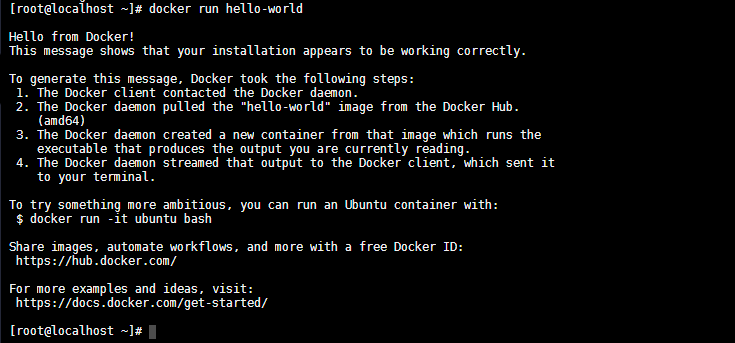 [root@localhost ~]# docker run hello-world
Hello from Docker!
This message shows that your installation appears to be working correctly.
To generate this message, Docker took the following steps:
1. The Docker client contacted the Docker daemon.
2. The Docker daemon pulled the "hello-world" image from the Docker Hub.
(amd64)
3. The Docker daemon created a new container from that image which runs the
executable that produces the output you are currently reading.
4. The Docker daemon streamed that output to the Docker client, which sent it
to your terminal.
To try something more ambitious, you can run an Ubuntu container with:
$ docker run -it ubuntu bash
Share images, automate workflows, and more with a free Docker ID:
https://hub.docker.com/
For more examples and ideas, visit:
https://docs.docker.com/get-started/
[root@localhost ~]#